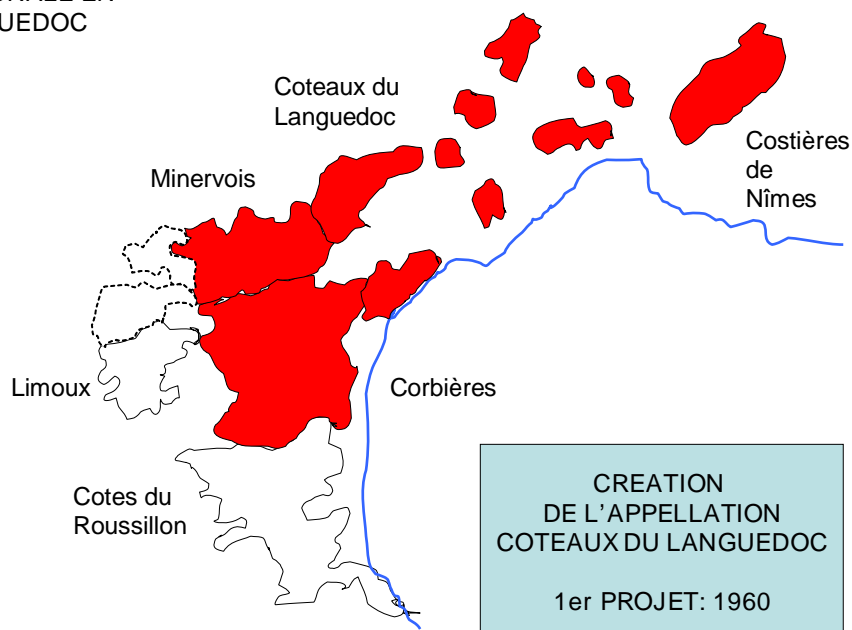 UEDOC
Coteaux du
Languedoc
Costières
de
Nîmes
Minervois
Limoux
Corbières
Cotes du
Roussillon
CREATION
DE L'APPELLATION
COTEAUX DU LANGUEDOC
1er PROJET: 1960